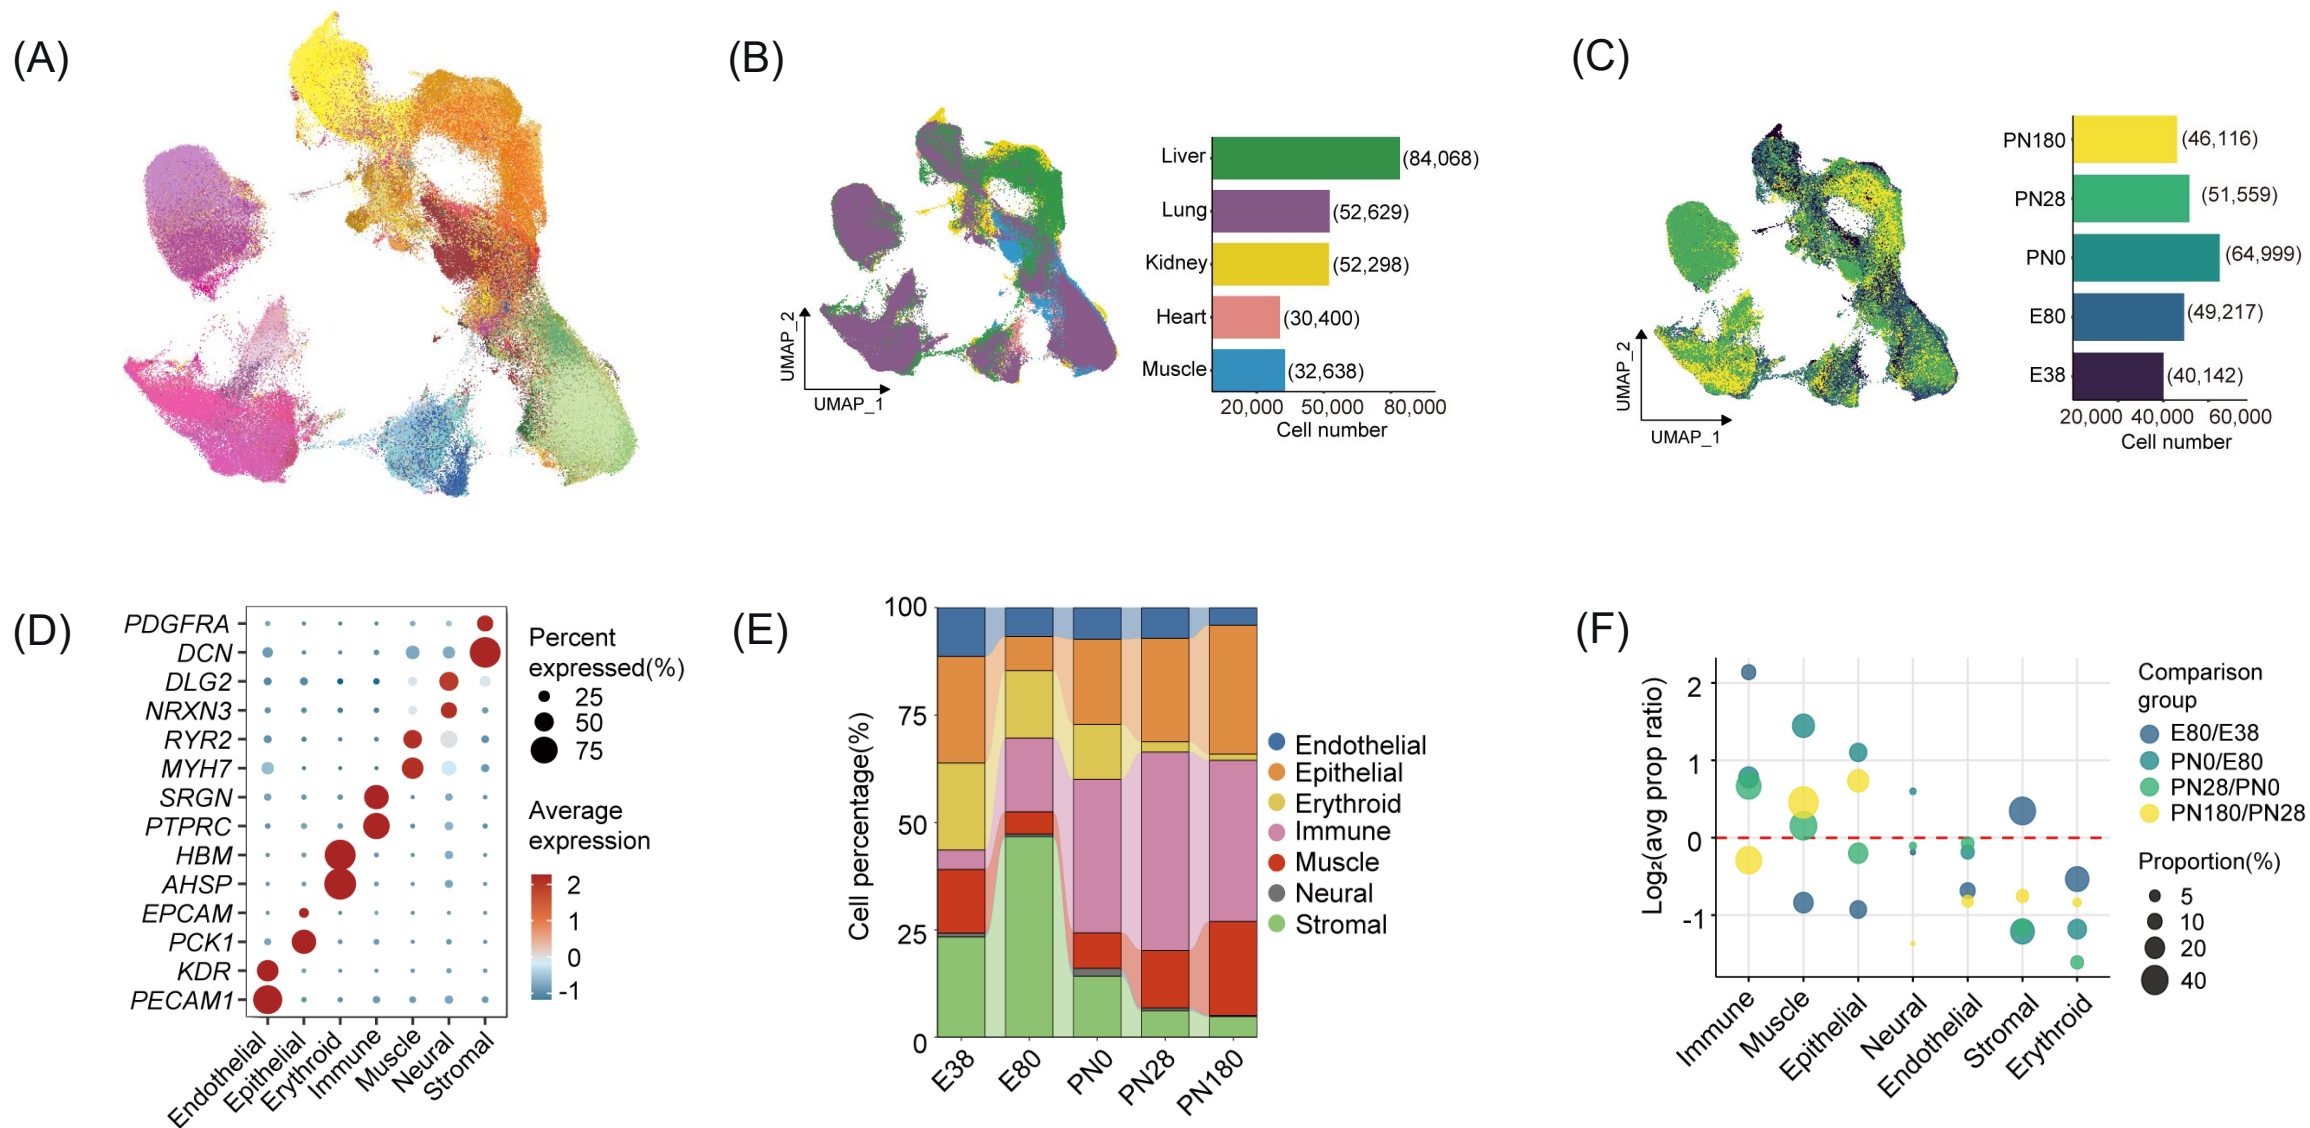 (A)
(B)
UMAP_2
UMAP_1
Liver
(84,068)
Lung
(52,629)
Kidney
(52,298)
Heart
(30,400)
Muscle
(32,638)
20,000 50,000 80,000
Cell number
(C)
UMAP_2
UMAP_1
PN180
(46,116)
PN28
(51,559)
PN0
(64,999)
E80
(49,217)
E38
(40,142)
20,000 40,000 60,000
Cell number
(D)
PDGFRA
DCN
DLG2
NRXN3
RYR2
MYH7
SRGN
PTPRC
HBM
AHSP
EPCAM
PCK1
KDR
PECAM1
Endothelial
Epithelial
Erythroid
Immune
Muscle
Neural
Stromal
Percent
expressed(%)
25
50
75
Average
expression
2
1
0
-1
(E)
Cell percentage(%)
100
75
50
25
0
E38
E80
PN0
PN28
PN180
Endothelial
Epithelial
Erythroid
Immune
Muscle
Neural
Stromal
(F)
Log₂(avg prop ratio)
2
1
0
-1
Immune
Muscle
Epithelial
Neural
Endothelial
Stromal
Erythroid
Comparison
group
E80/E38
PN0/E80
PN28/PN0
PN180/PN28
Proportion(%)
5
10
20
40